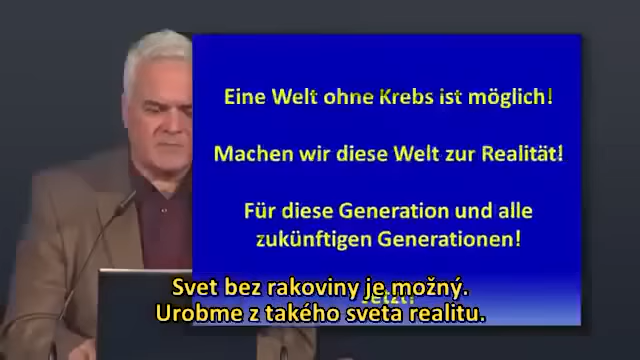 Eine Welt ohne Krebs ist möglich!
Machen wir diese Welt zur Realität!
Für diese Generation und alle
zukünftigen Generationen!
Jetzt!
Svet bez rakoviny je možný.
Urobme z takého sveta realitu.